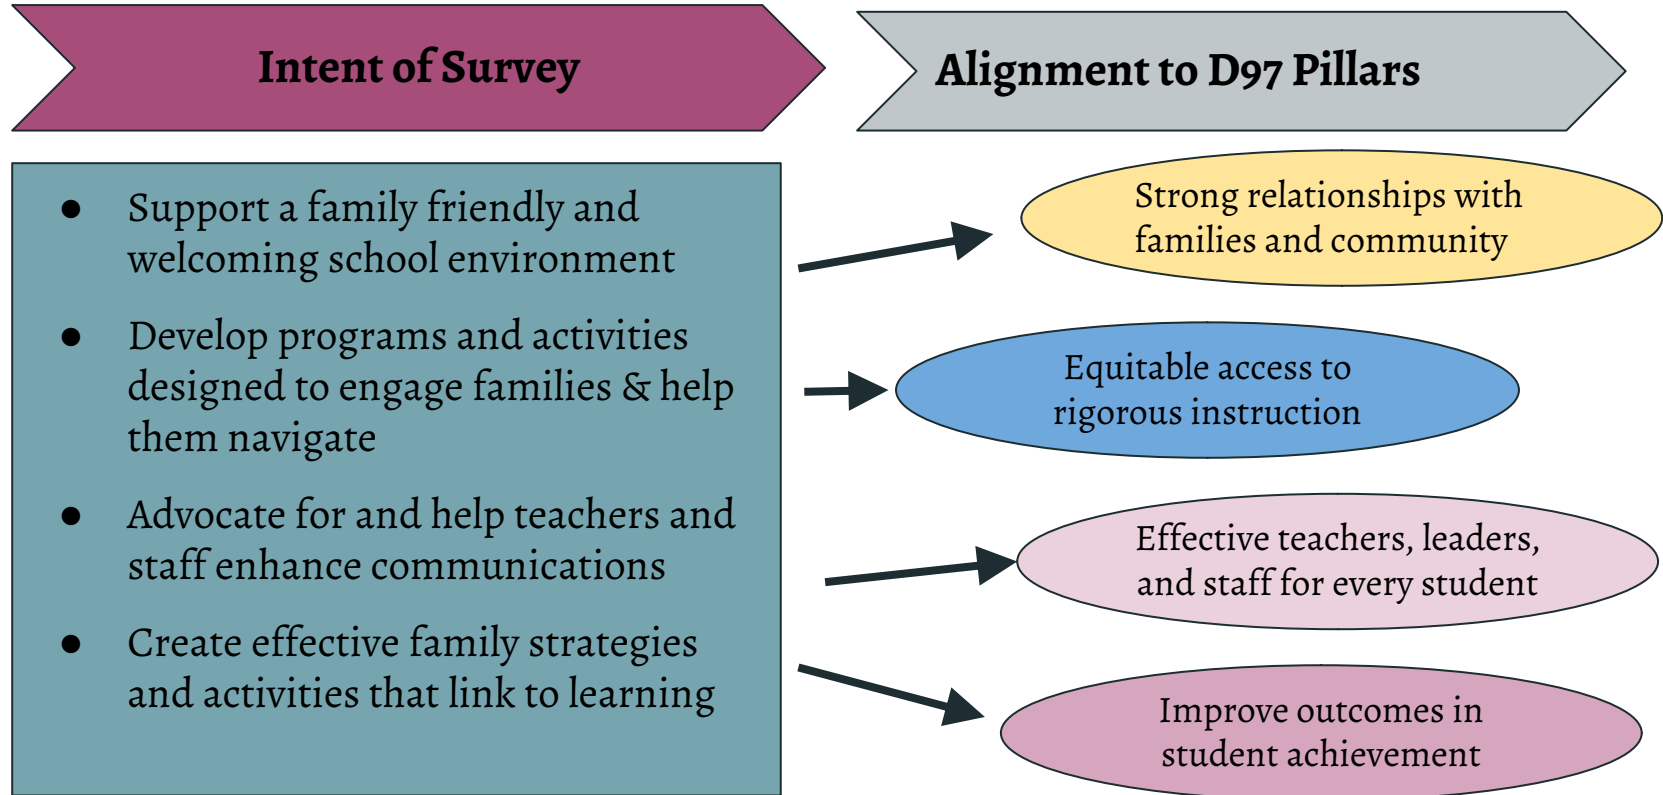 Intent of Survey
Alignment to D97 Pillars
● Support a family friendly and
welcoming school environment
● Develop programs and activities
designed to engage families & help
them navigate
● Advocate for and help teachers and
staff enhance communications
● Create effective family strategies
and activities that link to learning
Strong relationships with
families and community
Equitable access to
rigorous instruction
Effective teachers, leaders,
and staff for every student
Improve outcomes in
student achievement